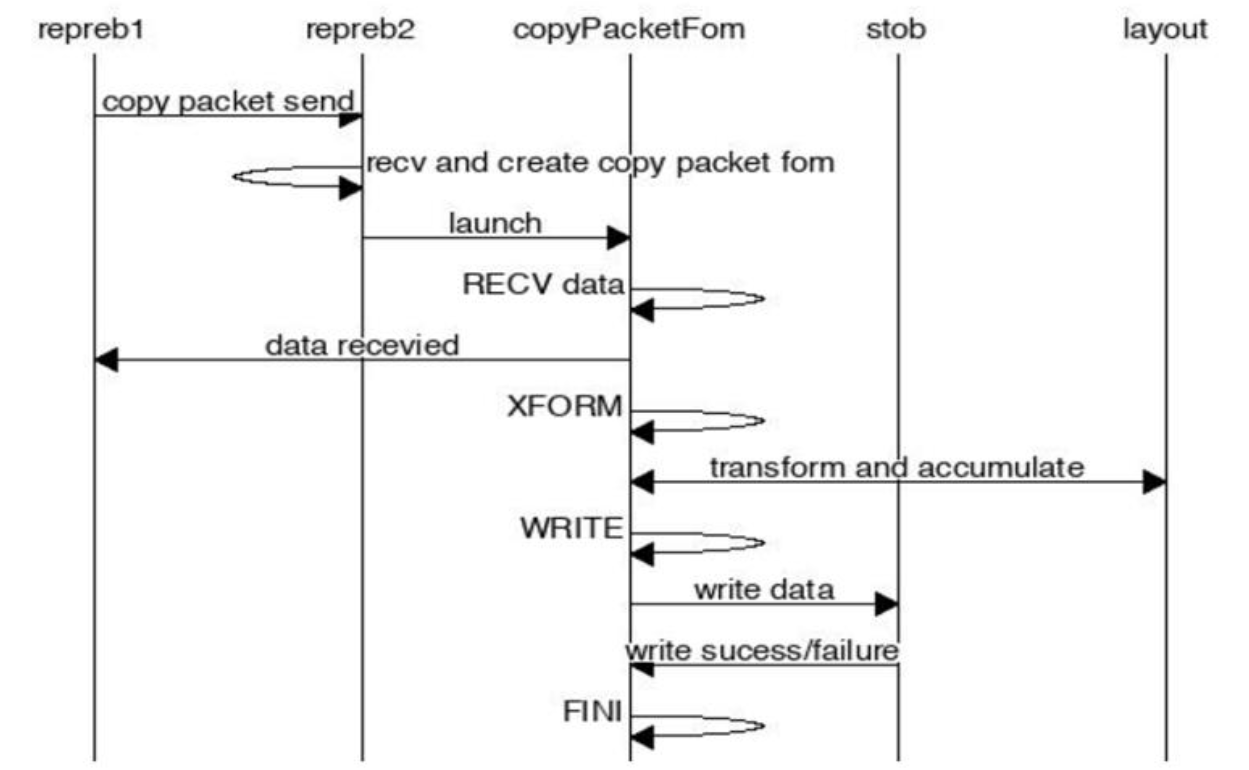 repreb1 repreb2 copyPacketFom stob layout
copy packet send
recv and create copy packet fom
launch
RECV data
data recevied
XFORM
transform and accumulate
WRITE
write data
write sucess/failure
FINI